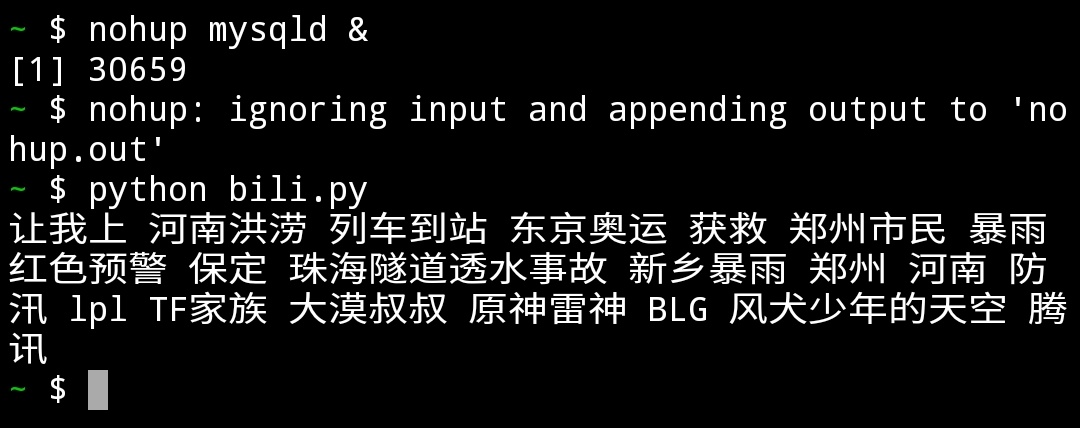 ~ $ nohup mysqld &
[1] 30659
~ $ nohup: ignoring input and appending output to 'no
hup.out'
~ $ python bili.py
让我上 河南洪涝 列车到站 东京奥运 获救 郑州市民 暴雨
红色预警 保定 珠海隧道透水事故 新乡暴雨 郑州 河南 防
汛 lpl TF家族 大漠叔叔 原神雷神 BLG 风犬少年的天空 腾
讯
~ $